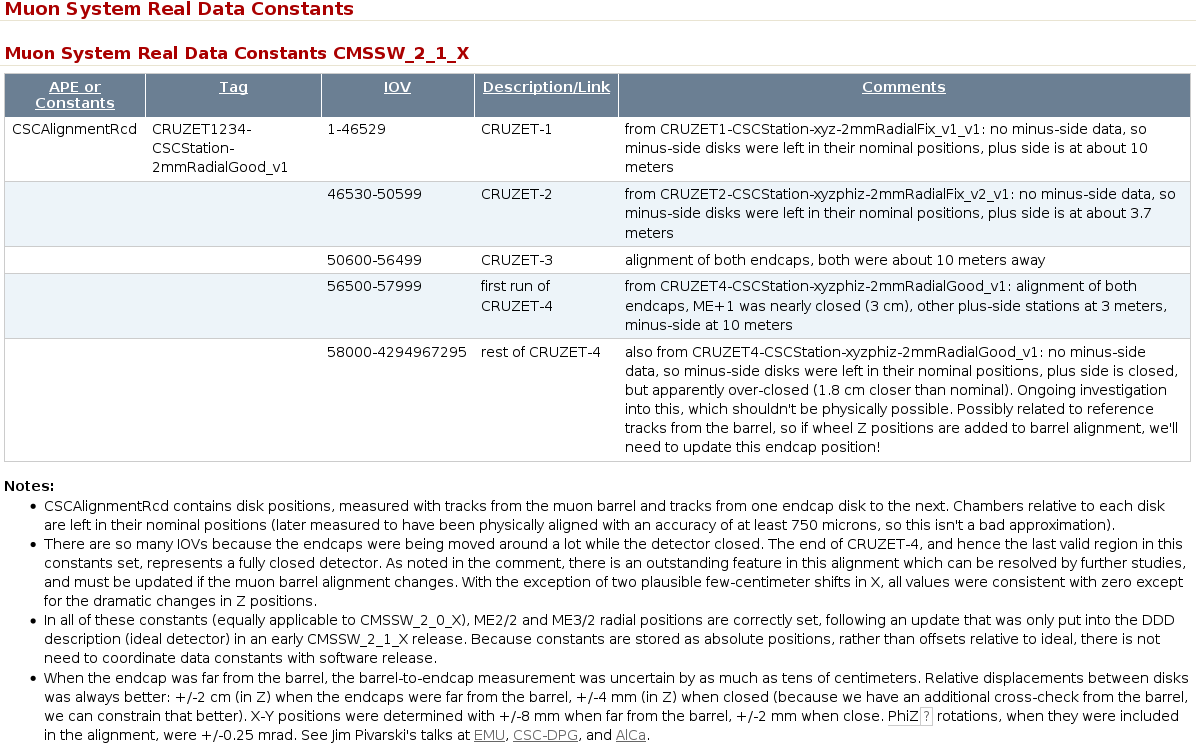 Muon System Real Data Constants
Muon System Real Data Constants CMSSW_2_1_X
APE or Constants Tag IOV Description/Link Comments
CSCAlignmentRcd CRUZET1234- 1-46529 CRUZET-1 from CRUZET1-CSCStation-xyz-2mmRadialFix_v1_v1: no minus-side data, so
CSCStation- minus-side disks were left in their nominal positions, plus side is at about 10
2mmRadialGood_v1 meters
46530-50599 CRUZET-2 from CRUZET2-CSCStation-xyzphiz-2mmRadialFix_v2_v1: no minus-side data, so
minus-side disks were left in their nominal positions, plus side is at about 3.7
meters
50600-56499 CRUZET-3 alignment of both endcaps, both were about 10 meters away
56500-57999 first run of from CRUZET4-CSCStation-xyzphiz-2mmRadialGood_v1: alignment of both
CRUZET-4 endcaps, ME+1 was nearly closed (3 cm), other plus-side stations at 3 meters,
minus-side at 10 meters
58000-4294967295 rest of CRUZET-4 also from CRUZET4-CSCStation-xyzphiz-2mmRadialGood_v1: no minus-side
data, so minus-side disks were left in their nominal positions, plus side is closed,
but apparently over-closed (1.8 cm closer than nominal). Ongoing investigation
into this, which shouldn't be physically possible. Possibly related to reference
tracks from the barrel, so if wheel Z positions are added to barrel alignment, we'll
need to update this endcap position!
Notes:
• CSCAlignmentRcd contains disk positions, measured with tracks from the muon barrel and tracks from one endcap disk to the next. Chambers relative to each disk
are left in their nominal positions (later measured to have been physically aligned with an accuracy of at least 750 microns, so this isn't a bad approximation).
• There are so many IOVs because the endcaps were being moved around a lot while the detector closed. The end of CRUZET-4, and hence the last valid region in this
constants set, represents a fully closed detector. As noted in the comment, there is an outstanding feature in this alignment which can be resolved by further studies,
and must be updated if the muon barrel alignment changes. With the exception of two plausible few-centimeter shifts in X, all values were consistent with zero except
for the dramatic changes in Z positions.
• In all of these constants (equally applicable to CMSSW_2_0_X), ME2/2 and ME3/2 radial positions are correctly set, following an update that was only put into the DDD
description (ideal detector) in an early CMSSW_2_1_X release. Because constants are stored as absolute positions, rather than offsets relative to ideal, there is not
need to coordinate data constants with software release.
• When the endcap was far from the barrel, the barrel-to-endcap measurement was uncertain by as much as tens of centimeters. Relative displacements between disks
was always better: +/-2 cm (in Z) when the endcaps were far from the barrel, +/-4 mm (in Z) when closed (because we have an additional cross-check from the barrel,
we can constrain that better). X-Y positions were determined with +/-8 mm when far from the barrel, +/-2 mm when close. PhiZ? rotations, when they were included
in the alignment, were +/-0.25 mrad. See Jim Pivarski's talks at EMU, CSC-DPG, and AlCa.